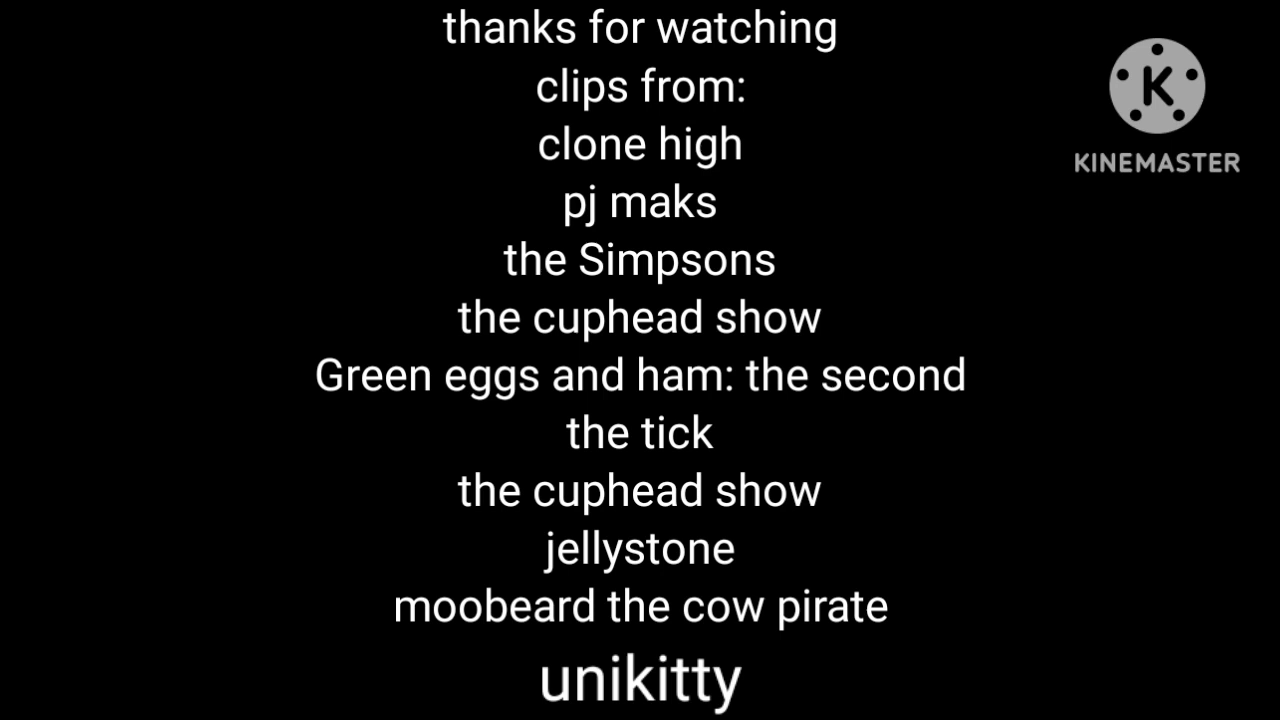 thanks for watching
clips from:
clone high
pj maks
the Simpsons
the cuphead show
Green eggs and ham: the second
the tick
the cuphead show
jellystone
moobeard the cow pirate
unikitty
K
KINEMASTER